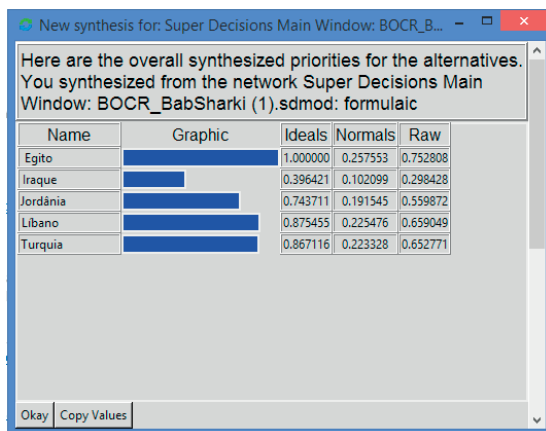 New synthesis for: Super Decisions Main Window: BOCR_B...
Here are the overall synthesized priorities for the alternatives.
You synthesized from the network Super Decisions Main
Window: BOCR_BabSharki (1).sdmod: formulaic
Name Graphic Ideals Normals Raw
Egito 1.000000 0.257553 0.752808
Iraque 0.396421 0.102099 0.298428
Jordânia 0.743711 0.191545 0.559872
Líbano 0.875455 0.225476 0.659049
Turquia 0.867116 0.223328 0.652771
Okay Copy Values